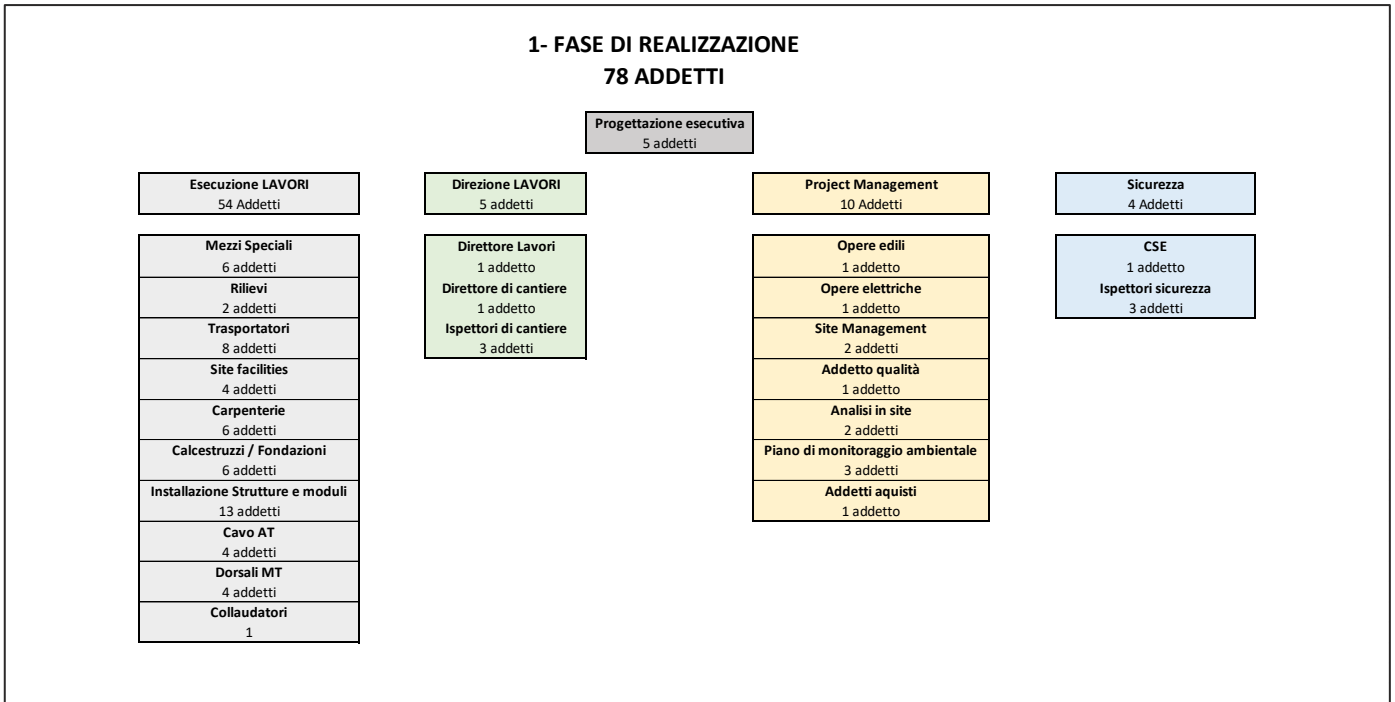 1- FASE DI REALIZZAZIONE
78 ADDETTI
Progettazione esecutiva
5 addetti
Esecuzione LAVORI
54 Addetti
Direzione LAVORI
5 addetti
Project Management
10 Addetti
Sicurezza
4 Addetti
Mezzi Speciali
6 addetti
Rilievi
2 addetti
Trasportatori
8 addetti
Site facilities
4 addetti
Carpenterie
6 addetti
Calcestruzzi / Fondazioni
6 addetti
Installazione Strutture e moduli
13 addetti
Cavo AT
4 addetti
Dorsali MT
4 addetti
Collaudatori
1
Direttore Lavori
1 addetto
Direttore di cantiere
1 addetto
Ispettori di cantiere
3 addetti
Opere edili
1 addetto
Opere elettriche
1 addetto
Site Management
2 addetti
Addetto qualità
1 addetto
Analisi in site
2 addetti
Piano di monitoraggio ambientale
3 addetti
Addetti aquisti
1 addetto
CSE
1 addetto
Ispettori sicurezza
3 addetti